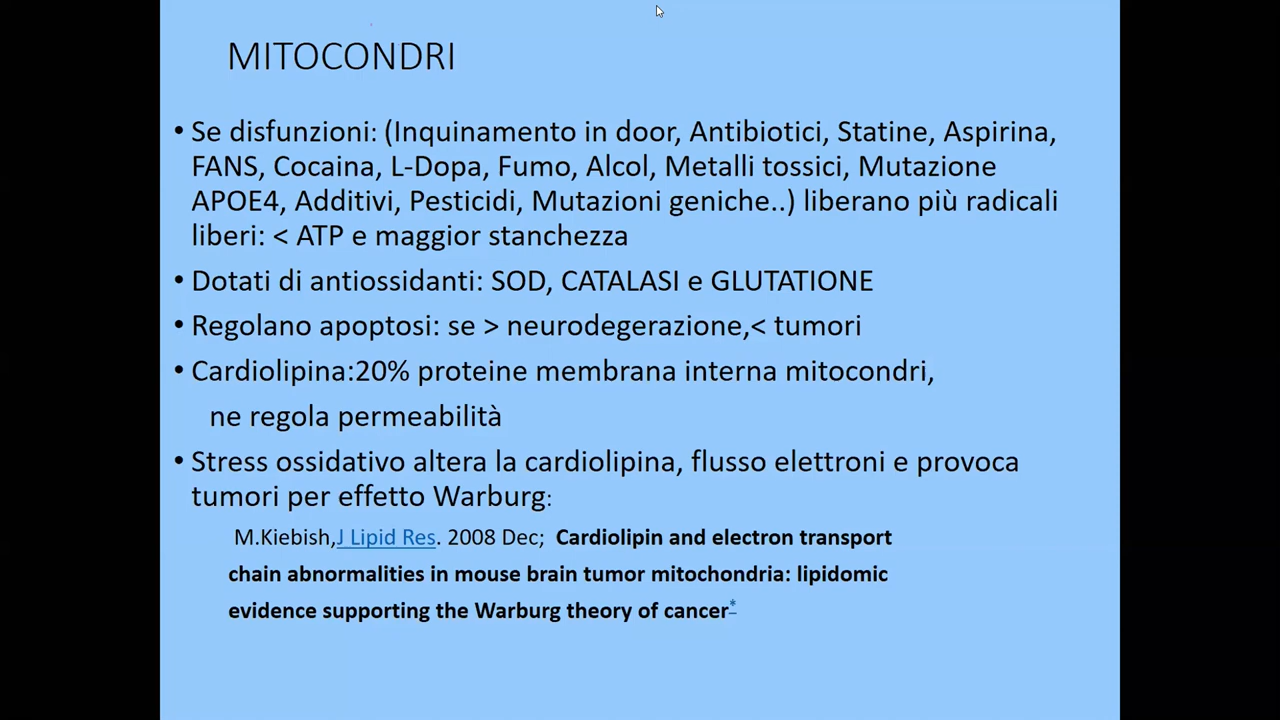 MITOCONDRI
• Se disfunzioni: (Inquinamento in door, Antibiotici, Statine, Aspirina,
FANS, Cocaina, L-Dopa, Fumo, Alcol, Metalli tossici, Mutazione
APOE4, Additivi, Pesticidi, Mutazioni geniche..) liberano più radicali
liberi: < ATP e maggior stanchezza
• Dotati di antiossidanti: SOD, CATALASI e GLUTATIONE
• Regolano apoptosi: se > neurodegerazione,< tumori
• Cardiolipina:20% proteine membrana interna mitocondri,
ne regola permeabilità
• Stress ossidativo altera la cardiolipina, flusso elettroni e provoca
tumori per effetto Warburg:
M.Kiebish,J Lipid Res. 2008 Dec; Cardiolipin and electron transport
chain abnormalities in mouse brain tumor mitochondria: lipidomic
evidence supporting the Warburg theory of cancer*